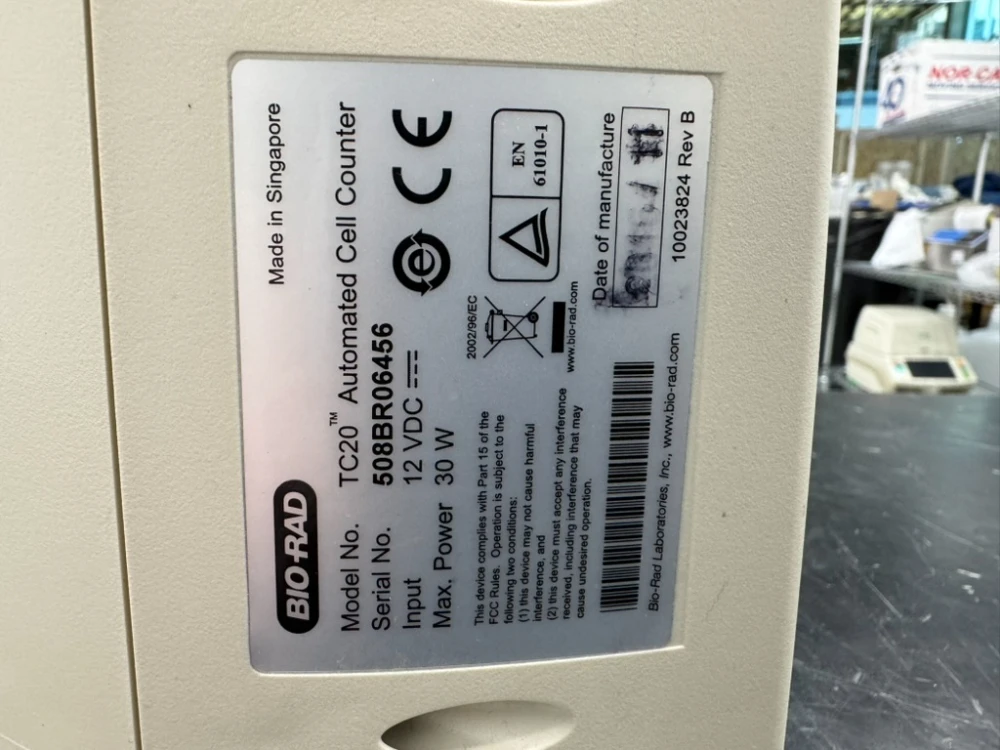 BIO-RAD
Made in Singapore
Model No. TC20™ Automated Cell Counter
Serial No. 508BR06456
Input 12 VDC
Max. Power 30 W
This device complies with Part 15 of the
FCC Rules. Operation is subject to the
following two conditions:
(1) this device may not cause harmful
interference, and
(2) this device must accept any interference
received, including interference that may
cause undesired operation.
2002/96/EC
www.bio-rad.com
e
CE
EN
61010-1
Date of manufacture
10023824 Rev B
Bio-Rad Laboratories, Inc., www.bio-rad.com